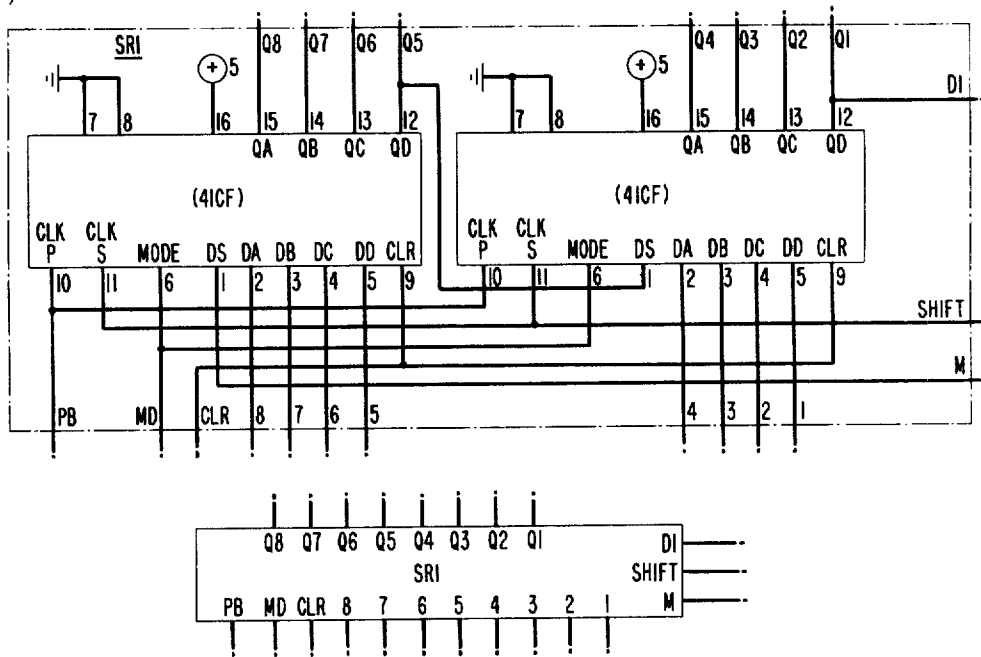 SRI
Q8 Q7 Q6 Q5 Q4 Q3 Q2 Q1
+5 +5
DI
7 8 16 15 14 13 12 7 8 16 15 14 13 12
QA QB QC QD QA QB QC QD
(4ICF) (4ICF)
CLK P CLK S MODE DS DA DB DC DD CLR CLK P CLK S MODE DS DA DB DC DD CLR
10 11 6 1 2 3 4 5 9 10 11 6 1 2 3 4 5 9
SHIFT
M
PB MD CLR 8 7 6 5 4 3 2 1
Q8 Q7 Q6 Q5 Q4 Q3 Q2 Q1
DI
SRI SHIFT
M
PB MD CLR 8 7 6 5 4 3 2 1